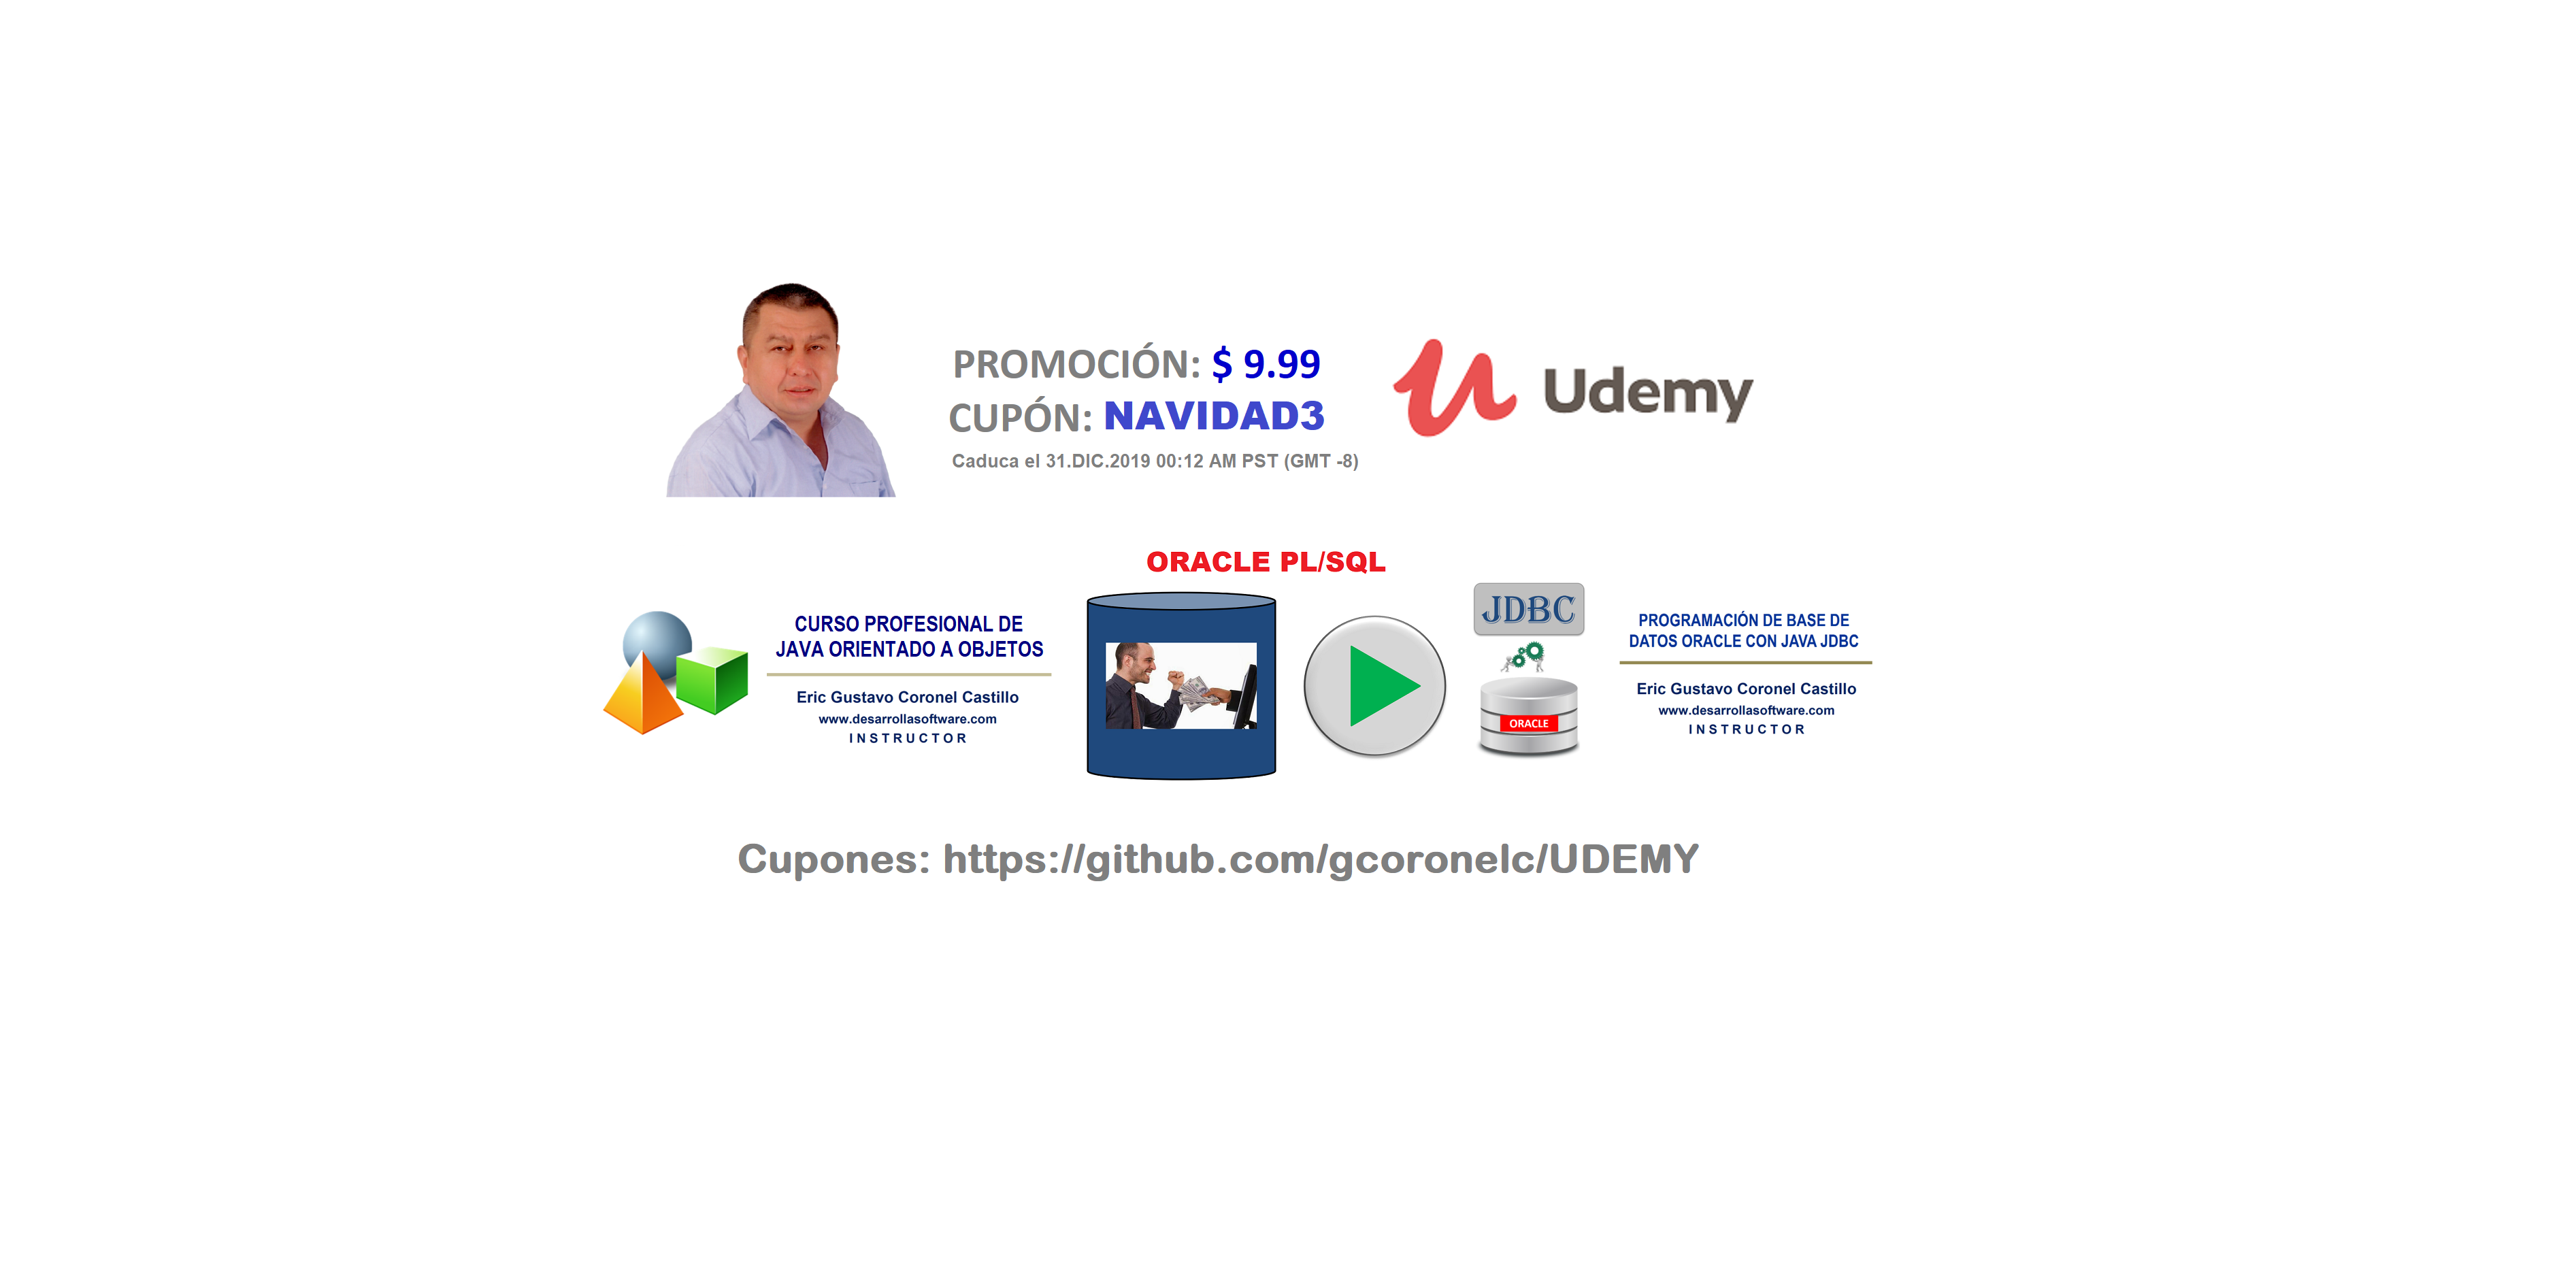 PROMOCIÓN: $ 9.99
CUPÓN: NAVIDAD3
Caduca el 31.DIC.2019 00:12 AM PST (GMT -8)
Udemy
CURSO PROFESIONAL DE
JAVA ORIENTADO A OBJETOS
Eric Gustavo Coronel Castillo
www.desarrollasoftware.com
INSTRUCTOR
ORACLE PL/SQL
JDBC
ORACLE
PROGRAMACIÓN DE BASE DE
DATOS ORACLE CON JAVA JDBC
Eric Gustavo Coronel Castillo
www.desarrollasoftware.com
INSTRUCTOR
Cupones: https://github.com/gcoronelc/UDEMY